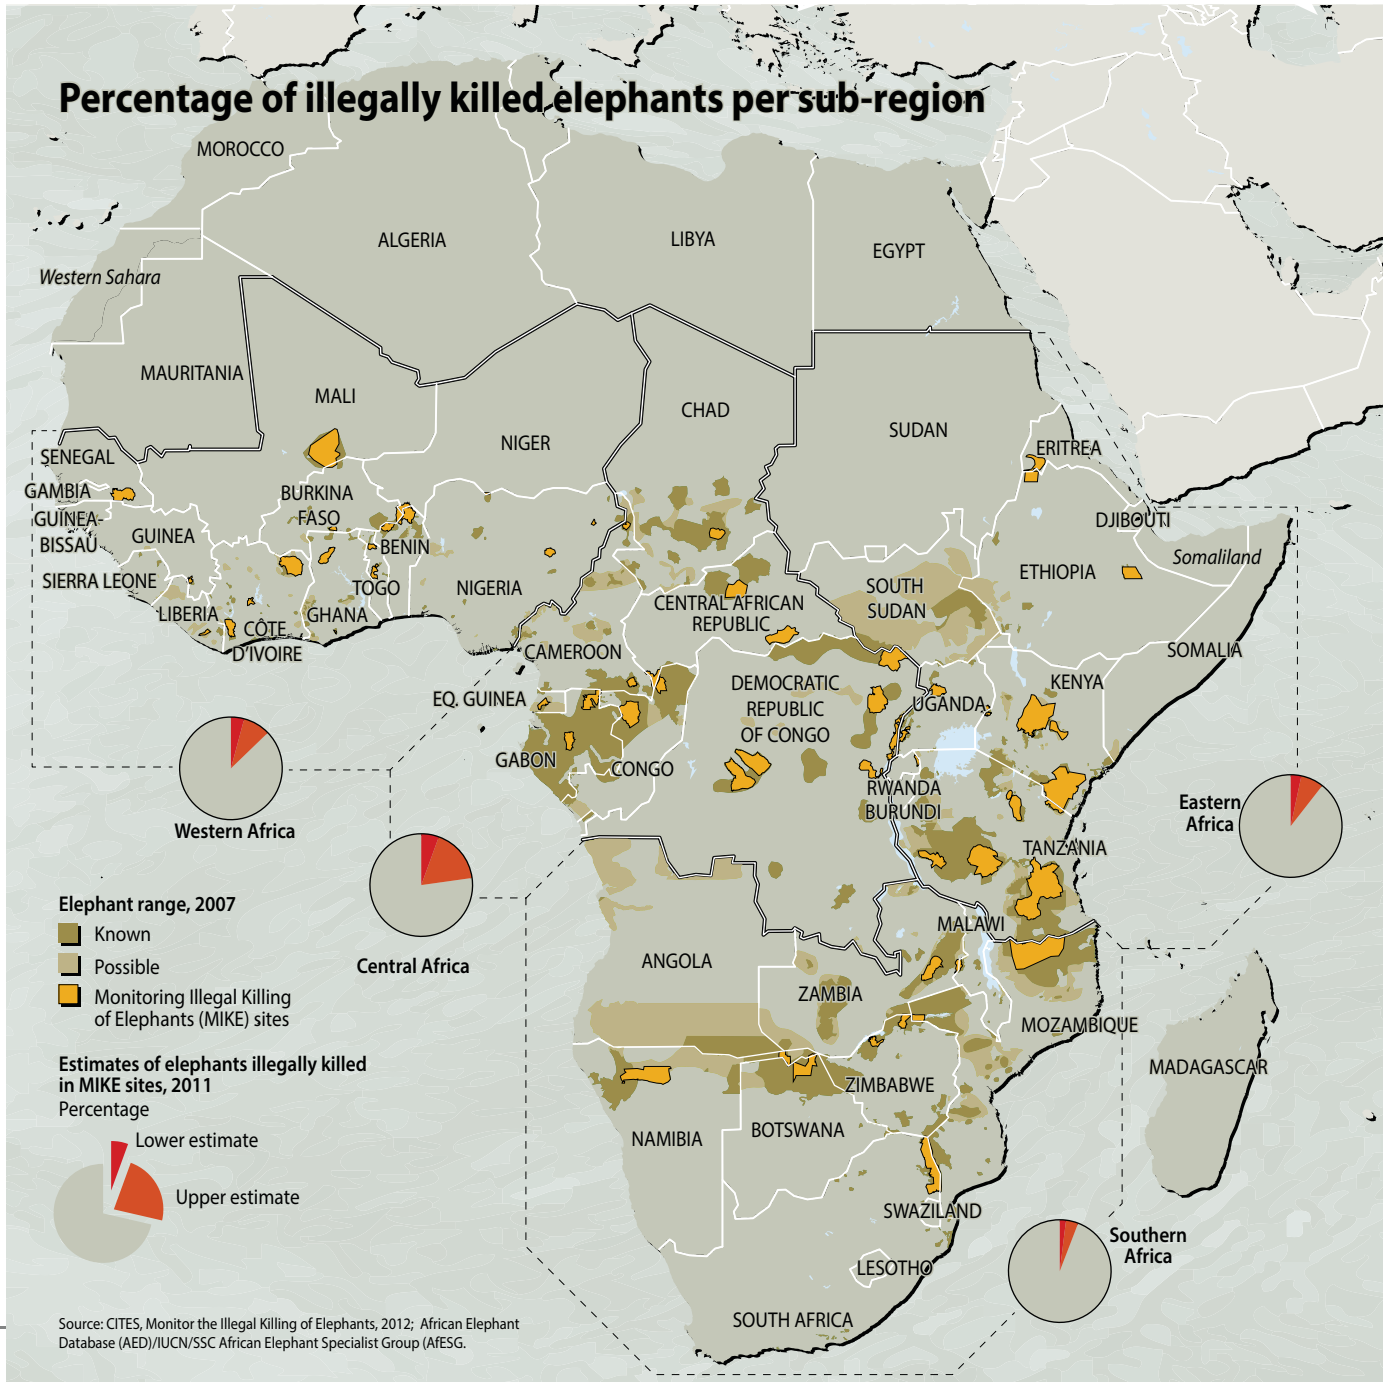 Percentage of illegally killed elephants per sub-region
MOROCCO
ALGERIA
LIBYA
EGYPT
Western Sahara
MAURITANIA
MALI
NIGER
CHAD
SUDAN
ERITREA
SENEGAL
GAMBIA
GUINEA-
BISSAU
GUINEA
BURKINA
FASO
BENIN
DJIBOUTI
Somaliland
SIERRA LEONE
TOGO
NIGERIA
ETHIOPIA
SOUTH
SUDAN
LIBERIA
CÔTE
D'IVOIRE
GHANA
CENTRAL AFRICAN
REPUBLIC
CAMEROON
SOMALIA
EQ. GUINEA
DEMOCRATIC
REPUBLIC
OF CONGO
UGANDA
KENYA
GABON
CONGO
RWANDA
BURUNDI
Western Africa
Eastern
Africa
TANZANIA
Central Africa
MALAWI
ANGOLA
ZAMBIA
MOZAMBIQUE
MADAGASCAR
ZIMBABWE
NAMIBIA
BOTSWANA
SWAZILAND
LESOTHO
SOUTH AFRICA
Southern
Africa
Elephant range, 2007
Known
Possible
Monitoring Illegal Killing
of Elephants (MIKE) sites
Estimates of elephants illegally killed
in MIKE sites, 2011
Percentage
Lower estimate
Upper estimate
Source: CITES, Monitor the Illegal Killing of Elephants, 2012; African Elephant
Database (AED)/IUCN/SSC African Elephant Specialist Group (AfESG.